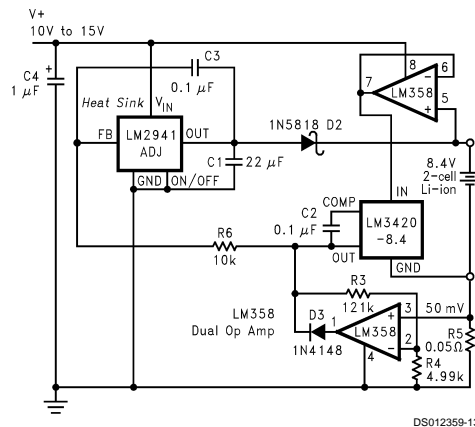 V+
10V to 15V
C4
+
1 μF
C3
0.1 μF
Heat Sink
VIN
FB
LM2941
ADJ
OUT
GND
ON/OFF
C1
22 μF
1N5818 D2
7
8
6
5
−
+
LM358
8.4V
2-cell
Li-ion
IN
COMP
LM3420
-8.4
OUT
GND
C2
0.1 μF
R6
10k
R3
121k
LM358
Dual Op Amp
D3
1N4148
1
LM358
+
−
3
2
4
50 mV
R5
0.05Ω
R4
4.99k